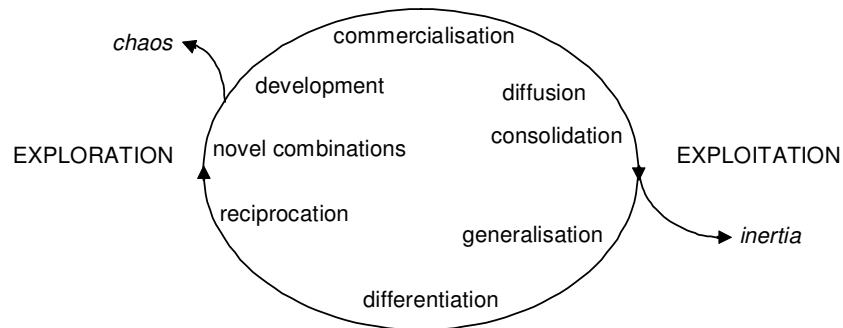 commercialisation
chaos
development
diffusion
consolidation
EXPLORATION
novel combinations
EXPLOITATION
reciprocation
generalisation
inertia
differentiation